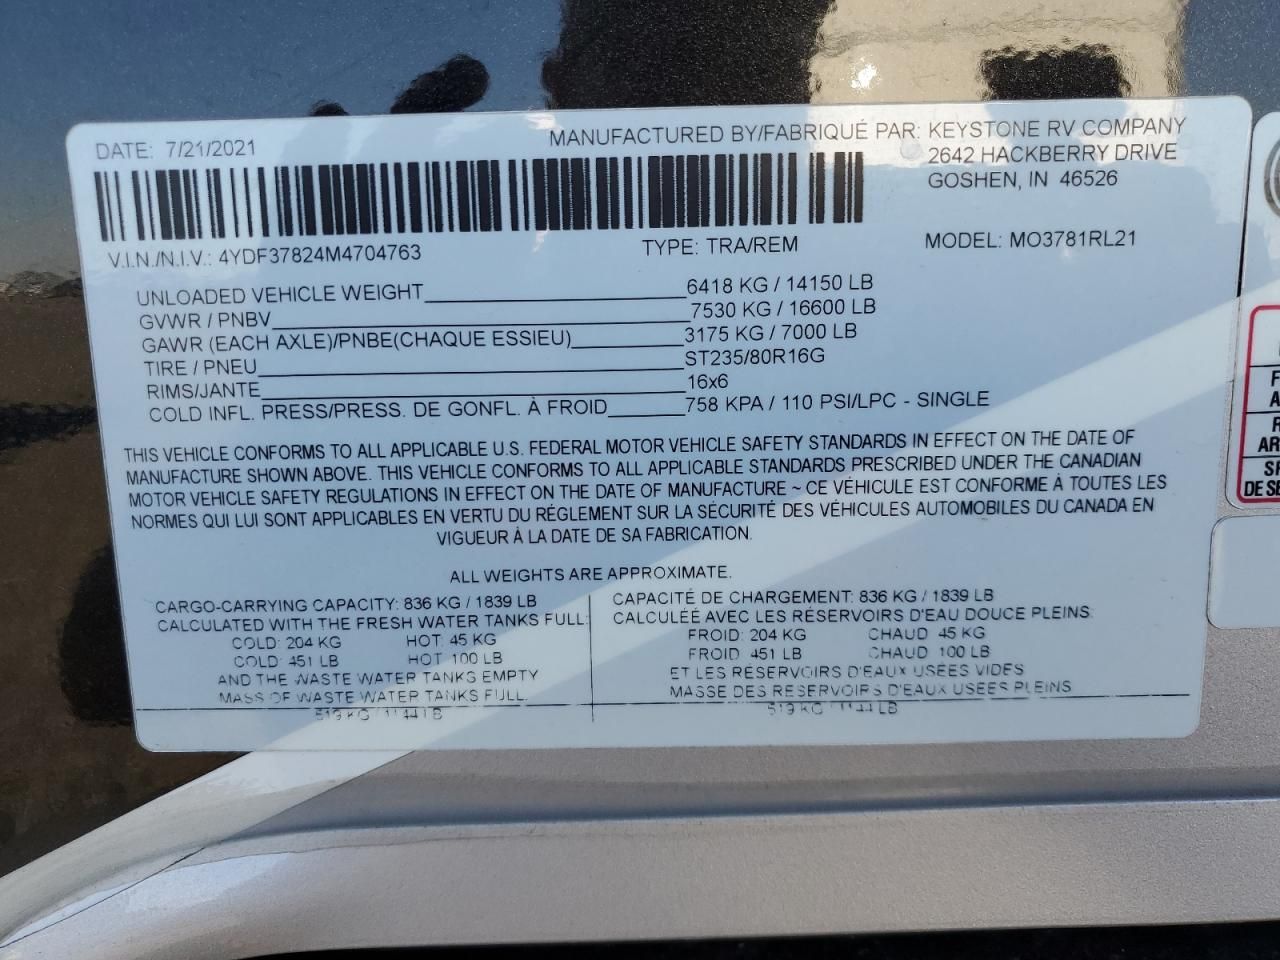 DATE: 7/21/2021
MANUFACTURED BY/FABRIQUÉ PAR: KEYSTONE RV COMPANY
2642 HACKBERRY DRIVE
GOSHEN, IN 46526
V.I.N./N.I.V.: 4YDF37824M4704763
TYPE: TRA/REM
MODEL: MO3781RL21
UNLOADED VEHICLE WEIGHT 6418 KG / 14150 LB
GVWR / PNBV 7530 KG / 16600 LB
GAWR (EACH AXLE)/PNBE(CHAQUE ESSIEU) 3175 KG / 7000 LB
TIRE / PNEU ST235/80R16G
RIMS/JANTE 16x6
COLD INFL. PRESS/PRESS. DE GONFL. À FROID 758 KPA / 110 PSI/LPC - SINGLE
THIS VEHICLE CONFORMS TO ALL APPLICABLE U.S. FEDERAL MOTOR VEHICLE SAFETY STANDARDS IN EFFECT ON THE DATE OF
MANUFACTURE SHOWN ABOVE. THIS VEHICLE CONFORMS TO ALL APPLICABLE STANDARDS PRESCRIBED UNDER THE CANADIAN
MOTOR VEHICLE SAFETY REGULATIONS IN EFFECT ON THE DATE OF MANUFACTURE ~ CE VÉHICULE EST CONFORME À TOUTES LES
NORMES QUI LUI SONT APPLICABLES EN VERTU DU RÉGLEMENT SUR LA SÉCURITÉ DES VÉHICULES AUTOMOBILES DU CANADA EN
VIGUEUR À LA DATE DE SA FABRICATION.
ALL WEIGHTS ARE APPROXIMATE.
CARGO-CARRYING CAPACITY: 836 KG / 1839 LB
CALCULATED WITH THE FRESH WATER TANKS FULL:
COLD: 204 KG HOT: 45 KG
COLD: 451 LB HOT 100 LB
AND THE WASTE WATER TANKS EMPTY
MASS OF WASTE WATER TANKS FULL
519 KG / 1144 LB
CAPACITÉ DE CHARGEMENT: 836 KG / 1839 LB
CALCULÉE AVEC LES RÉSERVOIRS D'EAU DOUCE PLEINS:
FROID: 204 KG CHAUD 45 KG
FROID 451 LB CHAUD 100 LB
ET LES RÉSERVOIRS D'EAUX USÉES VIDES
MASSE DES RÉSERVOIRS D'EAUX USÉES PLEINS
519 KG / 1144 LB